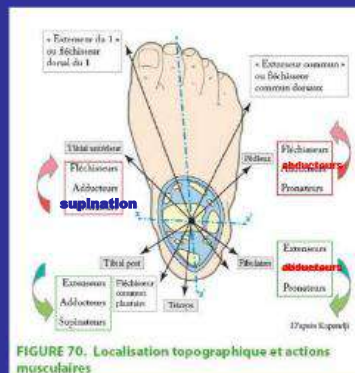 « Extenseur du 1 »
ou fléchisseur
dorsal du 1
« Extenseur commun »
ou fléchisseur
commun dorsaux
Tibial antérieur
Pédieux
Fléchisseurs
Adducteurs
supination
Fléchisseurs
abducteurs
Pronateurs
Tibial post
Fléchisseur
commun
plantaire
Triceps
Fibulaires
Extenseurs
Adducteurs
Supinateurs
Extenseurs
abducteurs
Pronateurs
D'après Kapandji
FIGURE 70. Localisation topographique et actions
musculaires